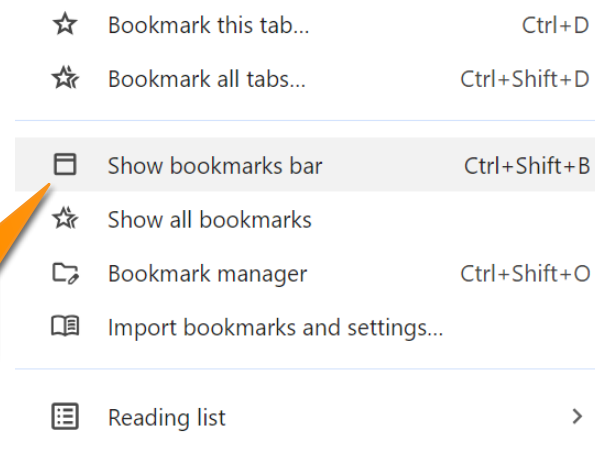 Bookmark this tab... Ctrl+D
Bookmark all tabs... Ctrl+Shift+D
Show bookmarks bar Ctrl+Shift+B
Show all bookmarks
Bookmark manager Ctrl+Shift+O
Import bookmarks and settings...
Reading list